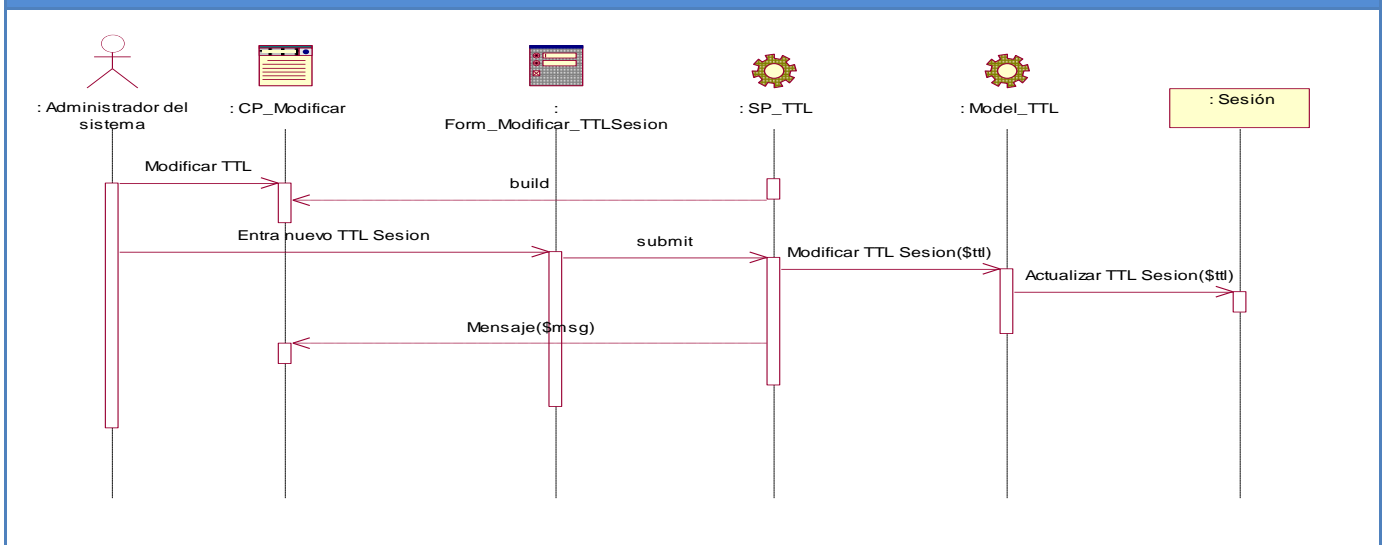 : Administrador del
sistema
: CP_Modificar
:
Form_Modificar_TTLSesion
: SP_TTL
: Model_TTL
: Sesión
Modificar TTL
build
Entra nuevo TTL Sesion
submit
Modificar TTL Sesion($ttl)
Actualizar TTL Sesion($ttl)
Mensaje($msg)